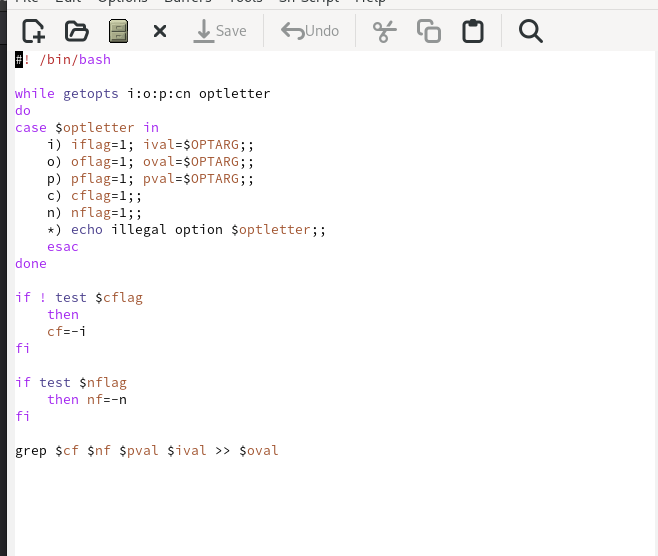 File Edit Options Buffers Tools Sh-Script Help
Save Undo
#! /bin/bash
while getopts i:o:p:cn optletter
do
case $optletter in
i) iflag=1; ival=$OPTARG;;
o) oflag=1; oval=$OPTARG;;
p) pflag=1; pval=$OPTARG;;
c) cflag=1;;
n) nflag=1;;
*) echo illegal option $optletter;;
esac
done
if ! test $cflag
then
cf=-i
fi
if test $nflag
then nf=-n
fi
grep $cf $nf $pval $ival >> $oval